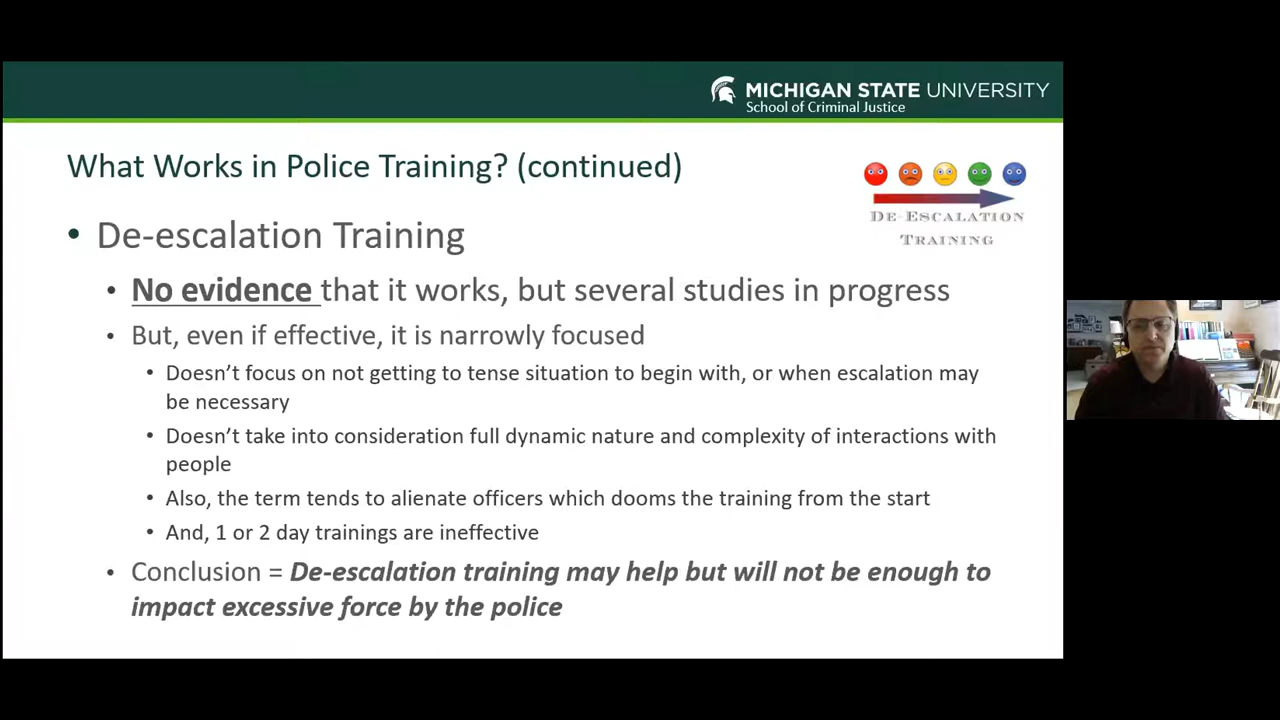 MICHIGAN STATE UNIVERSITY
School of Criminal Justice
What Works in Police Training? (continued)
DE-ESCALATION
TRAINING
• De-escalation Training
• No evidence that it works, but several studies in progress
• But, even if effective, it is narrowly focused
• Doesn’t focus on not getting to tense situation to begin with, or when escalation may
be necessary
• Doesn’t take into consideration full dynamic nature and complexity of interactions with
people
• Also, the term tends to alienate officers which dooms the training from the start
• And, 1 or 2 day trainings are ineffective
• Conclusion = De-escalation training may help but will not be enough to
impact excessive force by the police